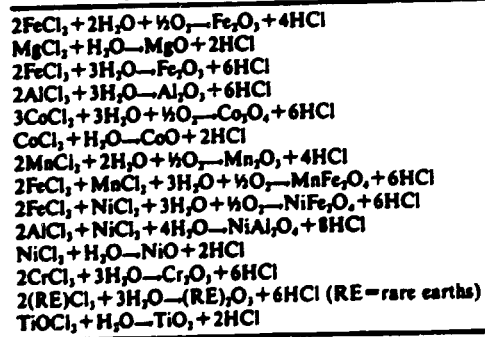 2FeCl₂+2H₂O+½O₂→Fe₂O₃+4HCl
MgCl₂+H₂O→MgO+2HCl
2FeCl₃+3H₂O→Fe₂O₃+6HCl
2AlCl₃+3H₂O→Al₂O₃+6HCl
3CoCl₂+3H₂O+½O₂→Co₃O₄+6HCl
CoCl₂+H₂O→CoO+2HCl
2MnCl₂+2H₂O+½O₂→Mn₂O₃+4HCl
2FeCl₂+MnCl₂+3H₂O+½O₂→MnFe₂O₄+6HCl
2FeCl₂+NiCl₂+3H₂O+½O₂→NiFe₂O₄+6HCl
2AlCl₃+NiCl₂+4H₂O→NiAl₂O₄+8HCl
NiCl₂+H₂O→NiO+2HCl
2CrCl₃+3H₂O→Cr₂O₃+6HCl
2(RE)Cl₃+3H₂O→(RE)₂O₃+6HCl (RE=rare earths)
TiOCl₂+H₂O→TiO₂+2HCl